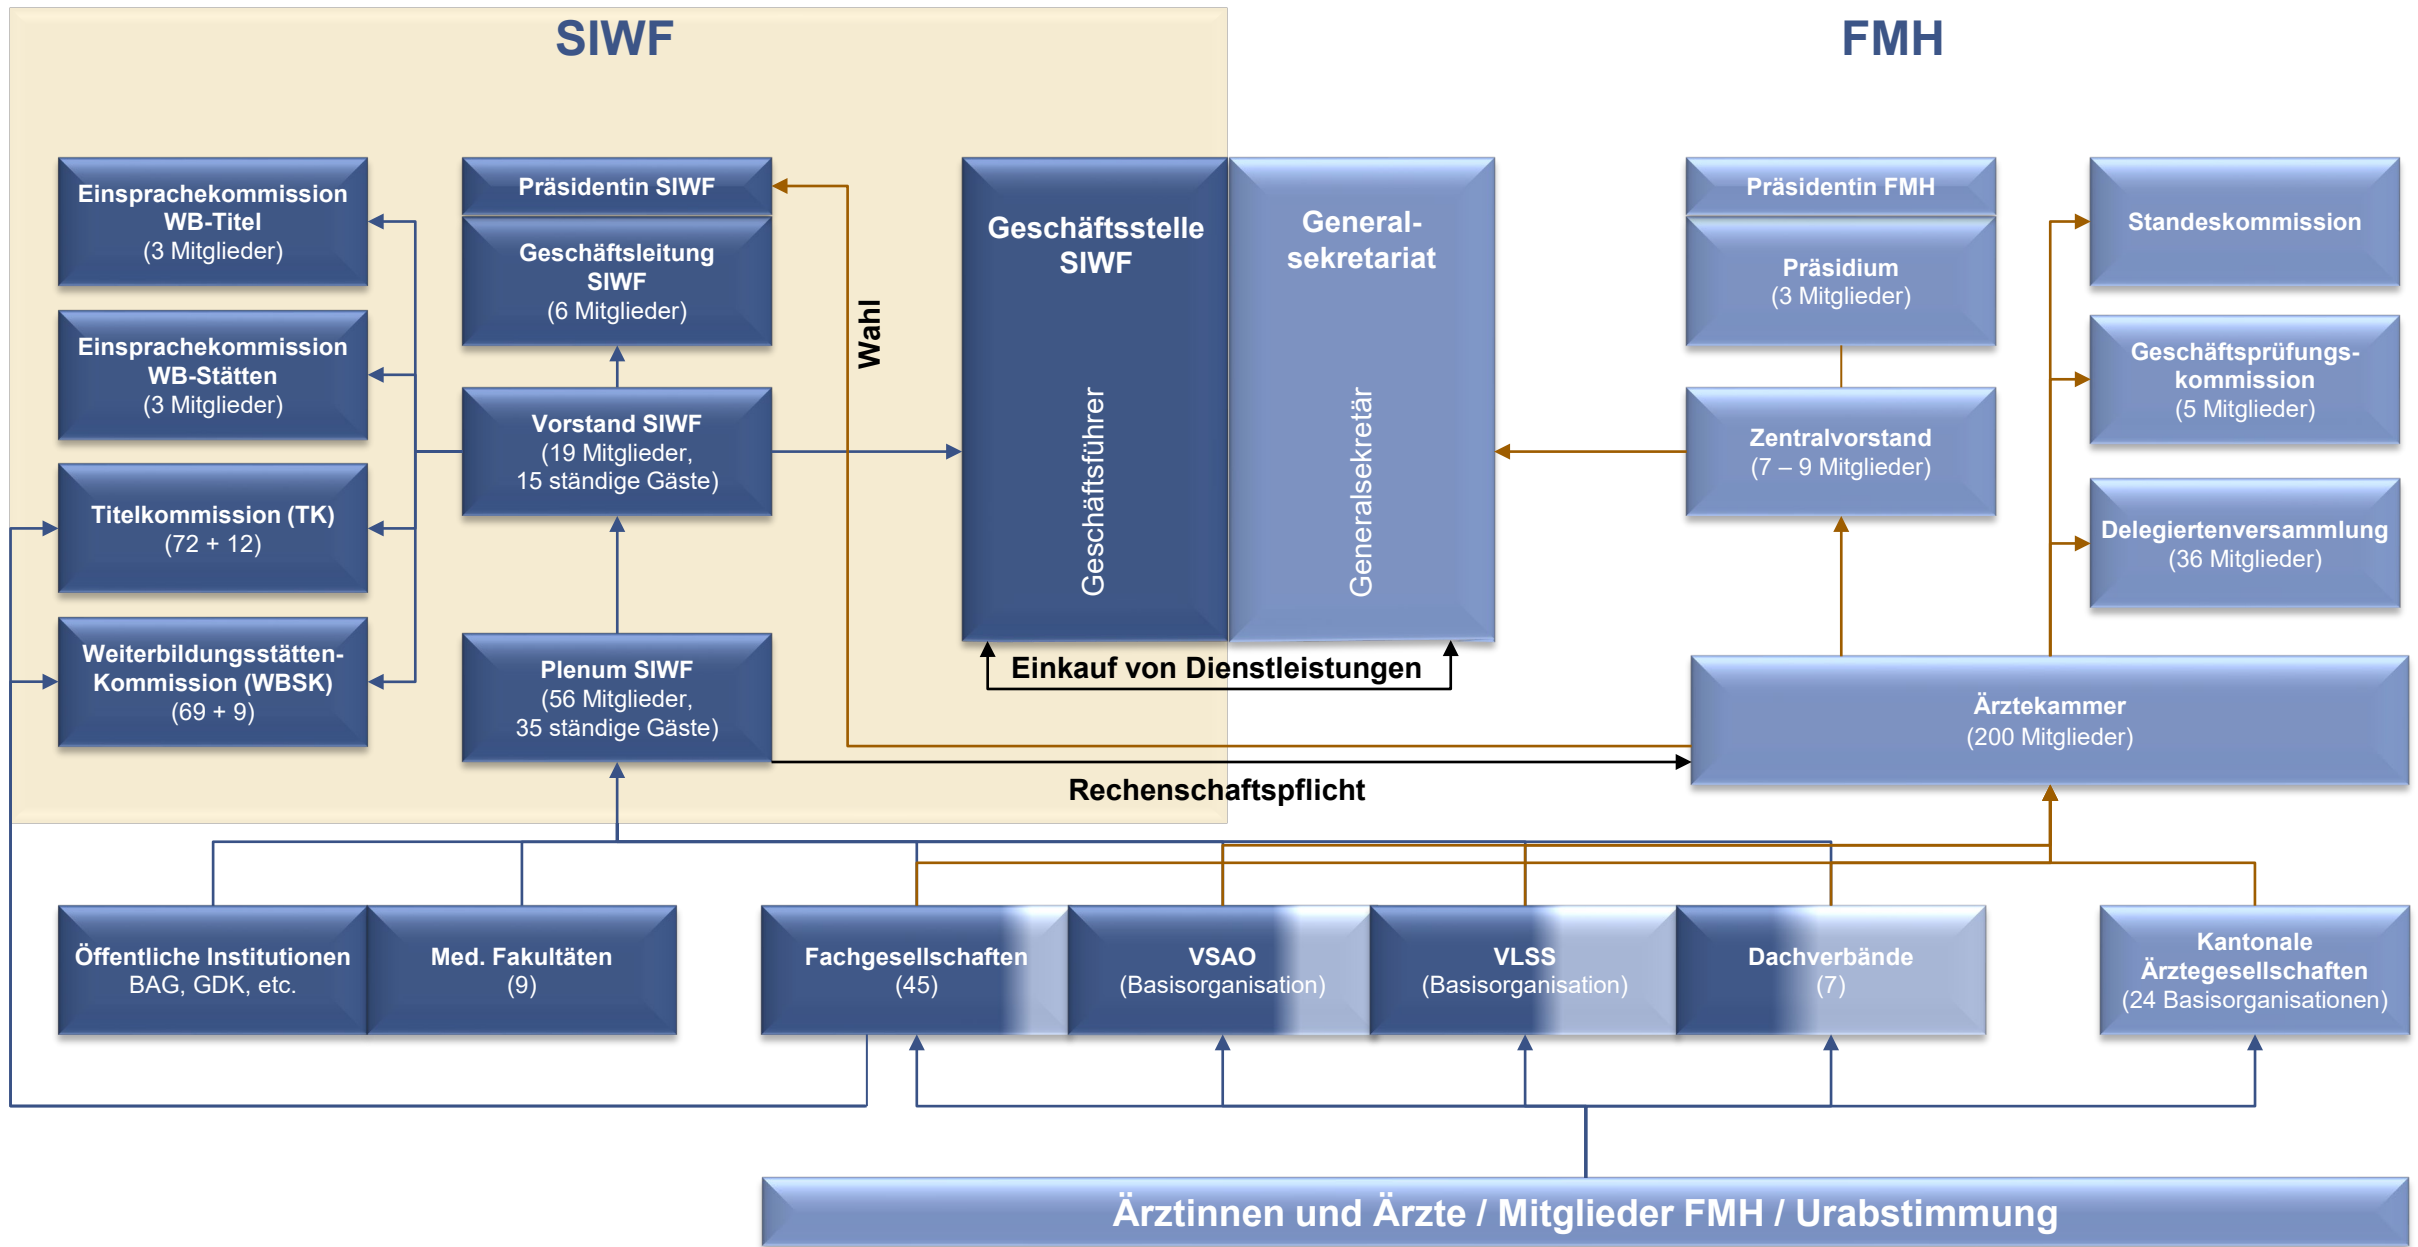 SIWF
FMH
Einsprachekommission
WB-Titel
(3 Mitglieder)
Einsprachekommission
WB-Stätten
(3 Mitglieder)
Titelkommission (TK)
(72 + 12)
Weiterbildungsstätten-
Kommission (WBSK)
(69 + 9)
Präsidentin SIWF
Geschäftsleitung
SIWF
(6 Mitglieder)
Vorstand SIWF
(19 Mitglieder,
15 ständige Gäste)
Plenum SIWF
(56 Mitglieder,
35 ständige Gäste)
Wahl
Geschäftsstelle
SIWF
Geschäftsführer
General-
sekretariat
Generalsekretär
Einkauf von Dienstleistungen
Rechenschaftspflicht
Präsidentin FMH
Präsidium
(3 Mitglieder)
Zentralvorstand
(7 – 9 Mitglieder)
Standeskommission
Geschäftsprüfungs-
kommission
(5 Mitglieder)
Delegiertenversammlung
(36 Mitglieder)
Ärztekammer
(200 Mitglieder)
Öffentliche Institutionen
BAG, GDK, etc.
Med. Fakultäten
(9)
Fachgesellschaften
(45)
VSAO
(Basisorganisation)
VLSS
(Basisorganisation)
Dachverbände
(7)
Kantonale
Ärztegesellschaften
(24 Basisorganisationen)
Ärztinnen und Ärzte / Mitglieder FMH / Urabstimmung